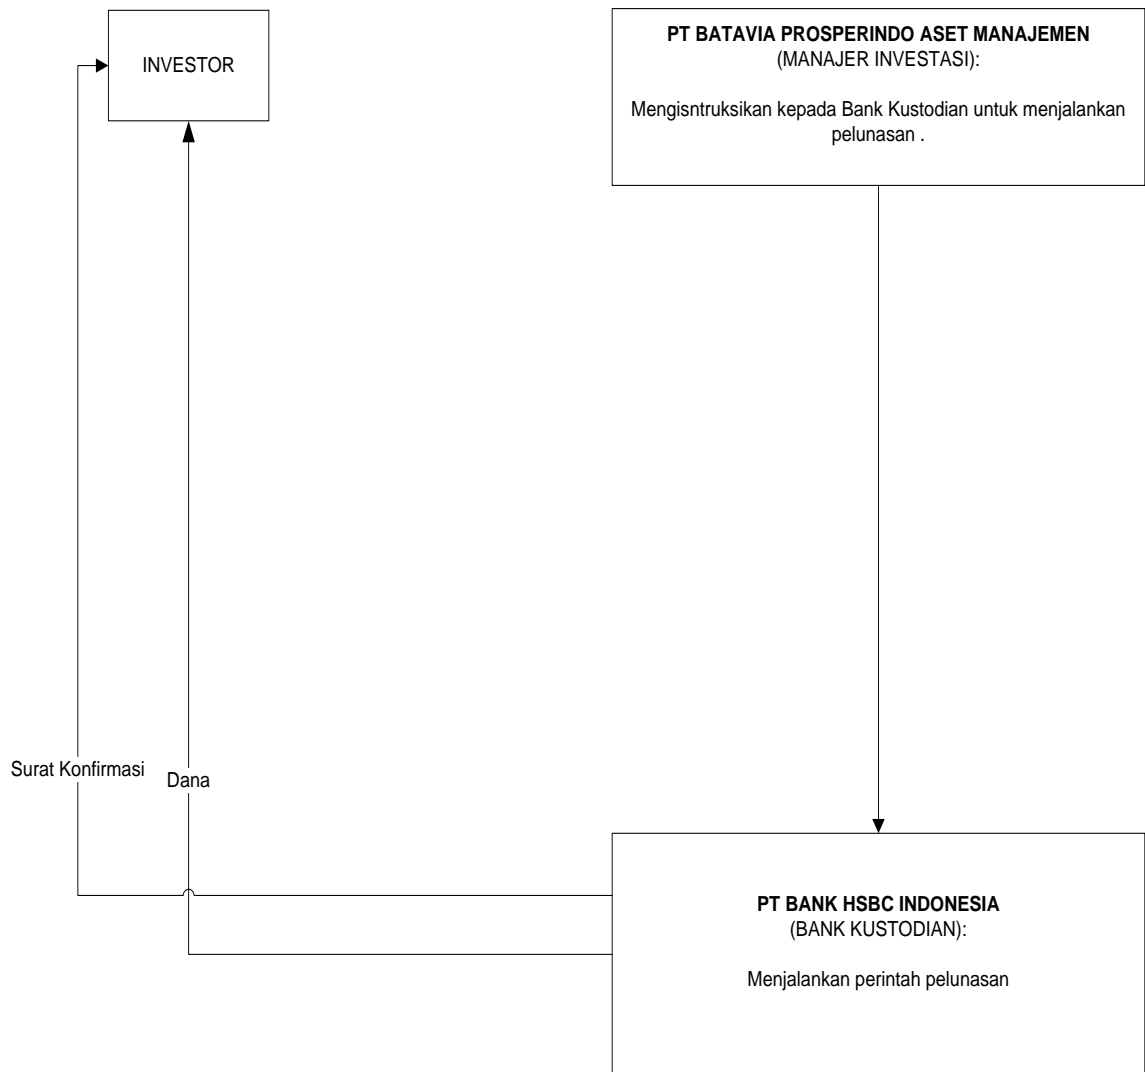 INVESTOR
PT BATAVIA PROSPERINDO ASET MANAJEMEN
(MANAJER INVESTASI):
Mengisntruksikan kepada Bank Kustodian untuk menjalankan
pelunasan .
Surat Konfirmasi
Dana
PT BANK HSBC INDONESIA
(BANK KUSTODIAN):
Menjalankan perintah pelunasan